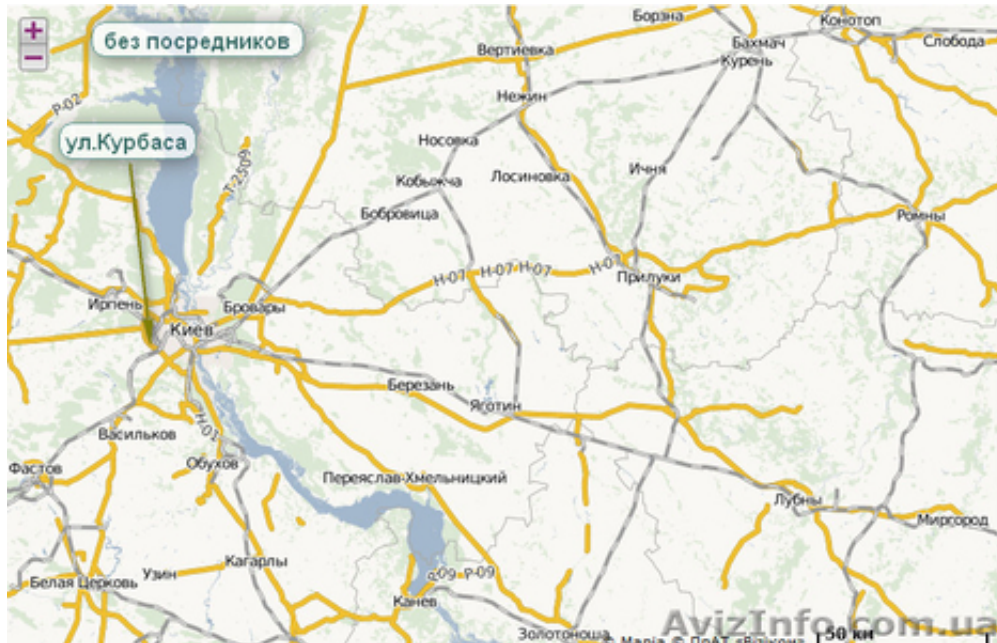 +
−
без посредников
ул.Курбаса
Борзна
Конотоп
Слобода
Бахмач
Вертиевка
Курень
Нежин
Р-02
Носовка
Ичня
Лосиновка
Кобыжча
Т-25-09
Бобровица
Ромны
Н-07
Н-07
Н-07
Н-07
Прилуки
Ирпень
Бровары
Киев
Березань
Яготин
Н-01
Васильков
Обухов
Фастов
Переяслав-Хмельницкий
Лубны
Миргород
Кагарлы
Узин
Белая Церковь
Р-09
Р-09
Канев
Золотоноша
50 км
AvizInfo.com.ua